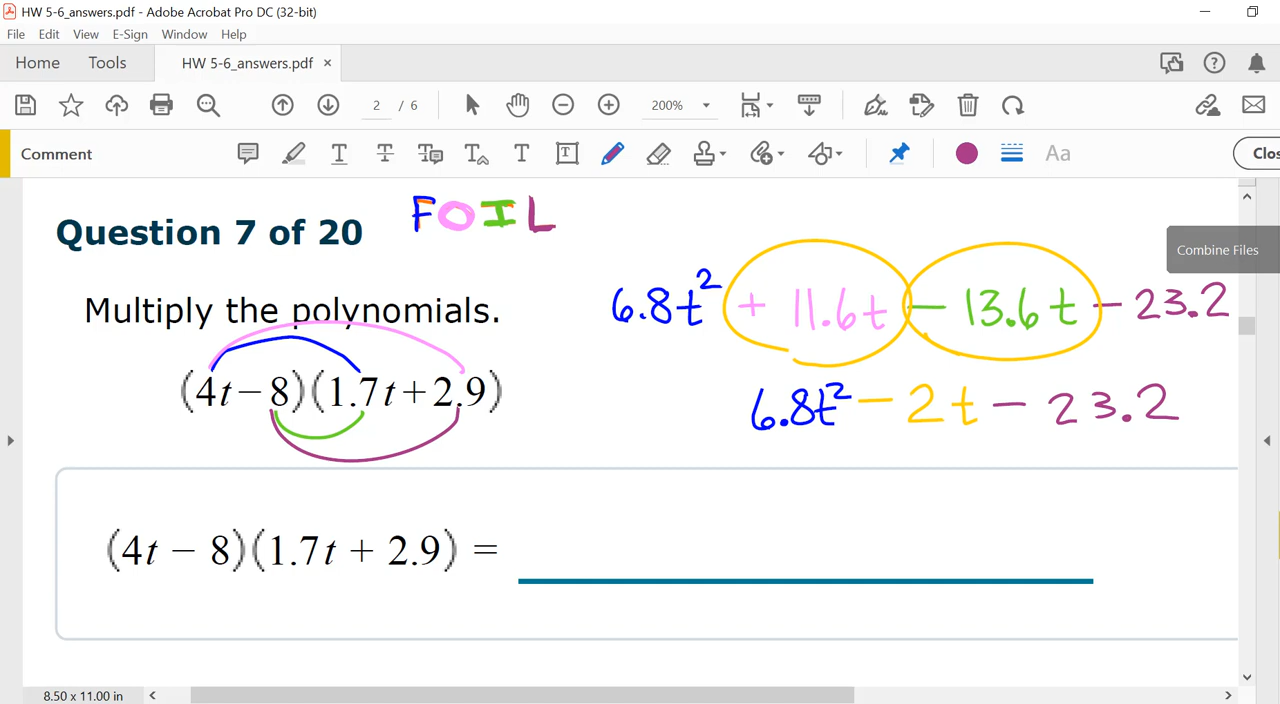 HW 5-6_answers.pdf - Adobe Acrobat Pro DC (32-bit)
File Edit View E-Sign Window Help
Home Tools HW 5-6_answers.pdf ×
2 / 6 200%
Comment Aa Clos
Question 7 of 20 F O I L
Combine Files
6.8t² + 11.6t - 13.6t - 23.2
Multiply the polynomials.
(4t − 8)(1.7t + 2.9)
6.8t² - 2t - 23.2
(4t − 8)(1.7t + 2.9) =
8.50 x 11.00 in